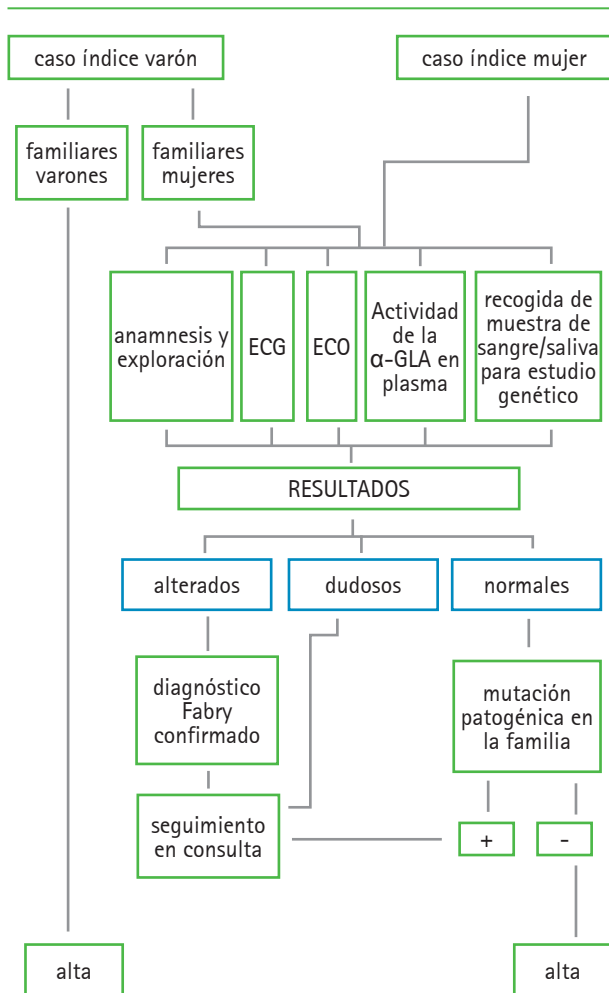 caso índice varón
caso índice mujer
familiares
varones
familiares
mujeres
anamnesis y
exploración
ECG
ECO
Actividad
de la
α-GLA en
plasma
recogida de
muestra de
sangre/saliva
para estudio
genético
RESULTADOS
alterados
dudosos
normales
diagnóstico
Fabry
confirmado
mutación
patogénica en
la familia
seguimiento
en consulta
+
-
alta
alta